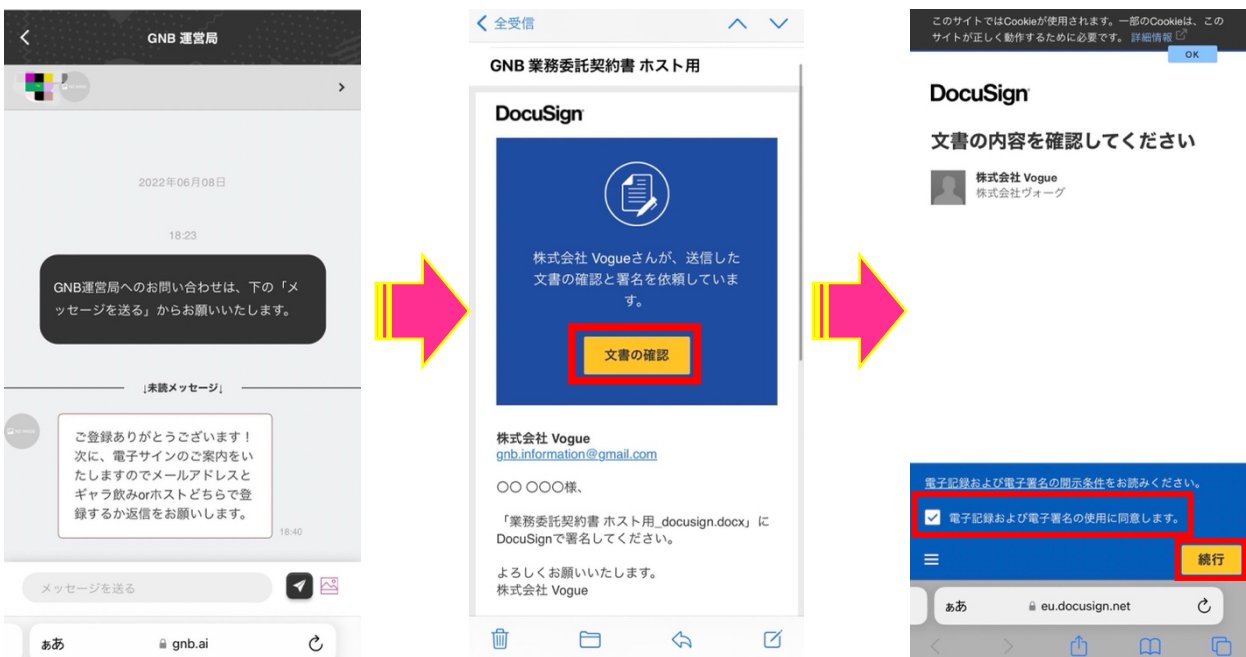 GNB 運営局
2022年06月08日
18:23
GNB運営局へのお問い合わせは、下の「メ
ッセージを送る」からお願いいたします。
↓未読メッセージ↓
ご登録ありがとうございます！
次に、電子サインのご案内をい
たしますのでメールアドレスと
ギャラ飲みorホストどちらで登
録するか返信をお願いします。
18:40
メッセージを送る
ぁあ
gnb.ai
全受信
GNB 業務委託契約書 ホスト用
DocuSign
株式会社 Vogueさんが、送信した
文書の確認と署名を依頼していま
す。
文書の確認
株式会社 Vogue
gnb.information@gmail.com
〇〇 〇〇〇様、
「業務委託契約書 ホスト用_docusign.docx」に
DocuSignで署名してください。
よろしくお願いいたします。
株式会社 Vogue
このサイトではCookieが使用されます。一部のCookieは、この
サイトが正しく動作するために必要です。 詳細情報
OK
DocuSign
文書の内容を確認してください
株式会社 Vogue
株式会社ヴォーグ
電子記録および電子署名の開示条件をお読みください。
電子記録および電子署名の使用に同意します。
続行
ぁあ
eu.docusign.net